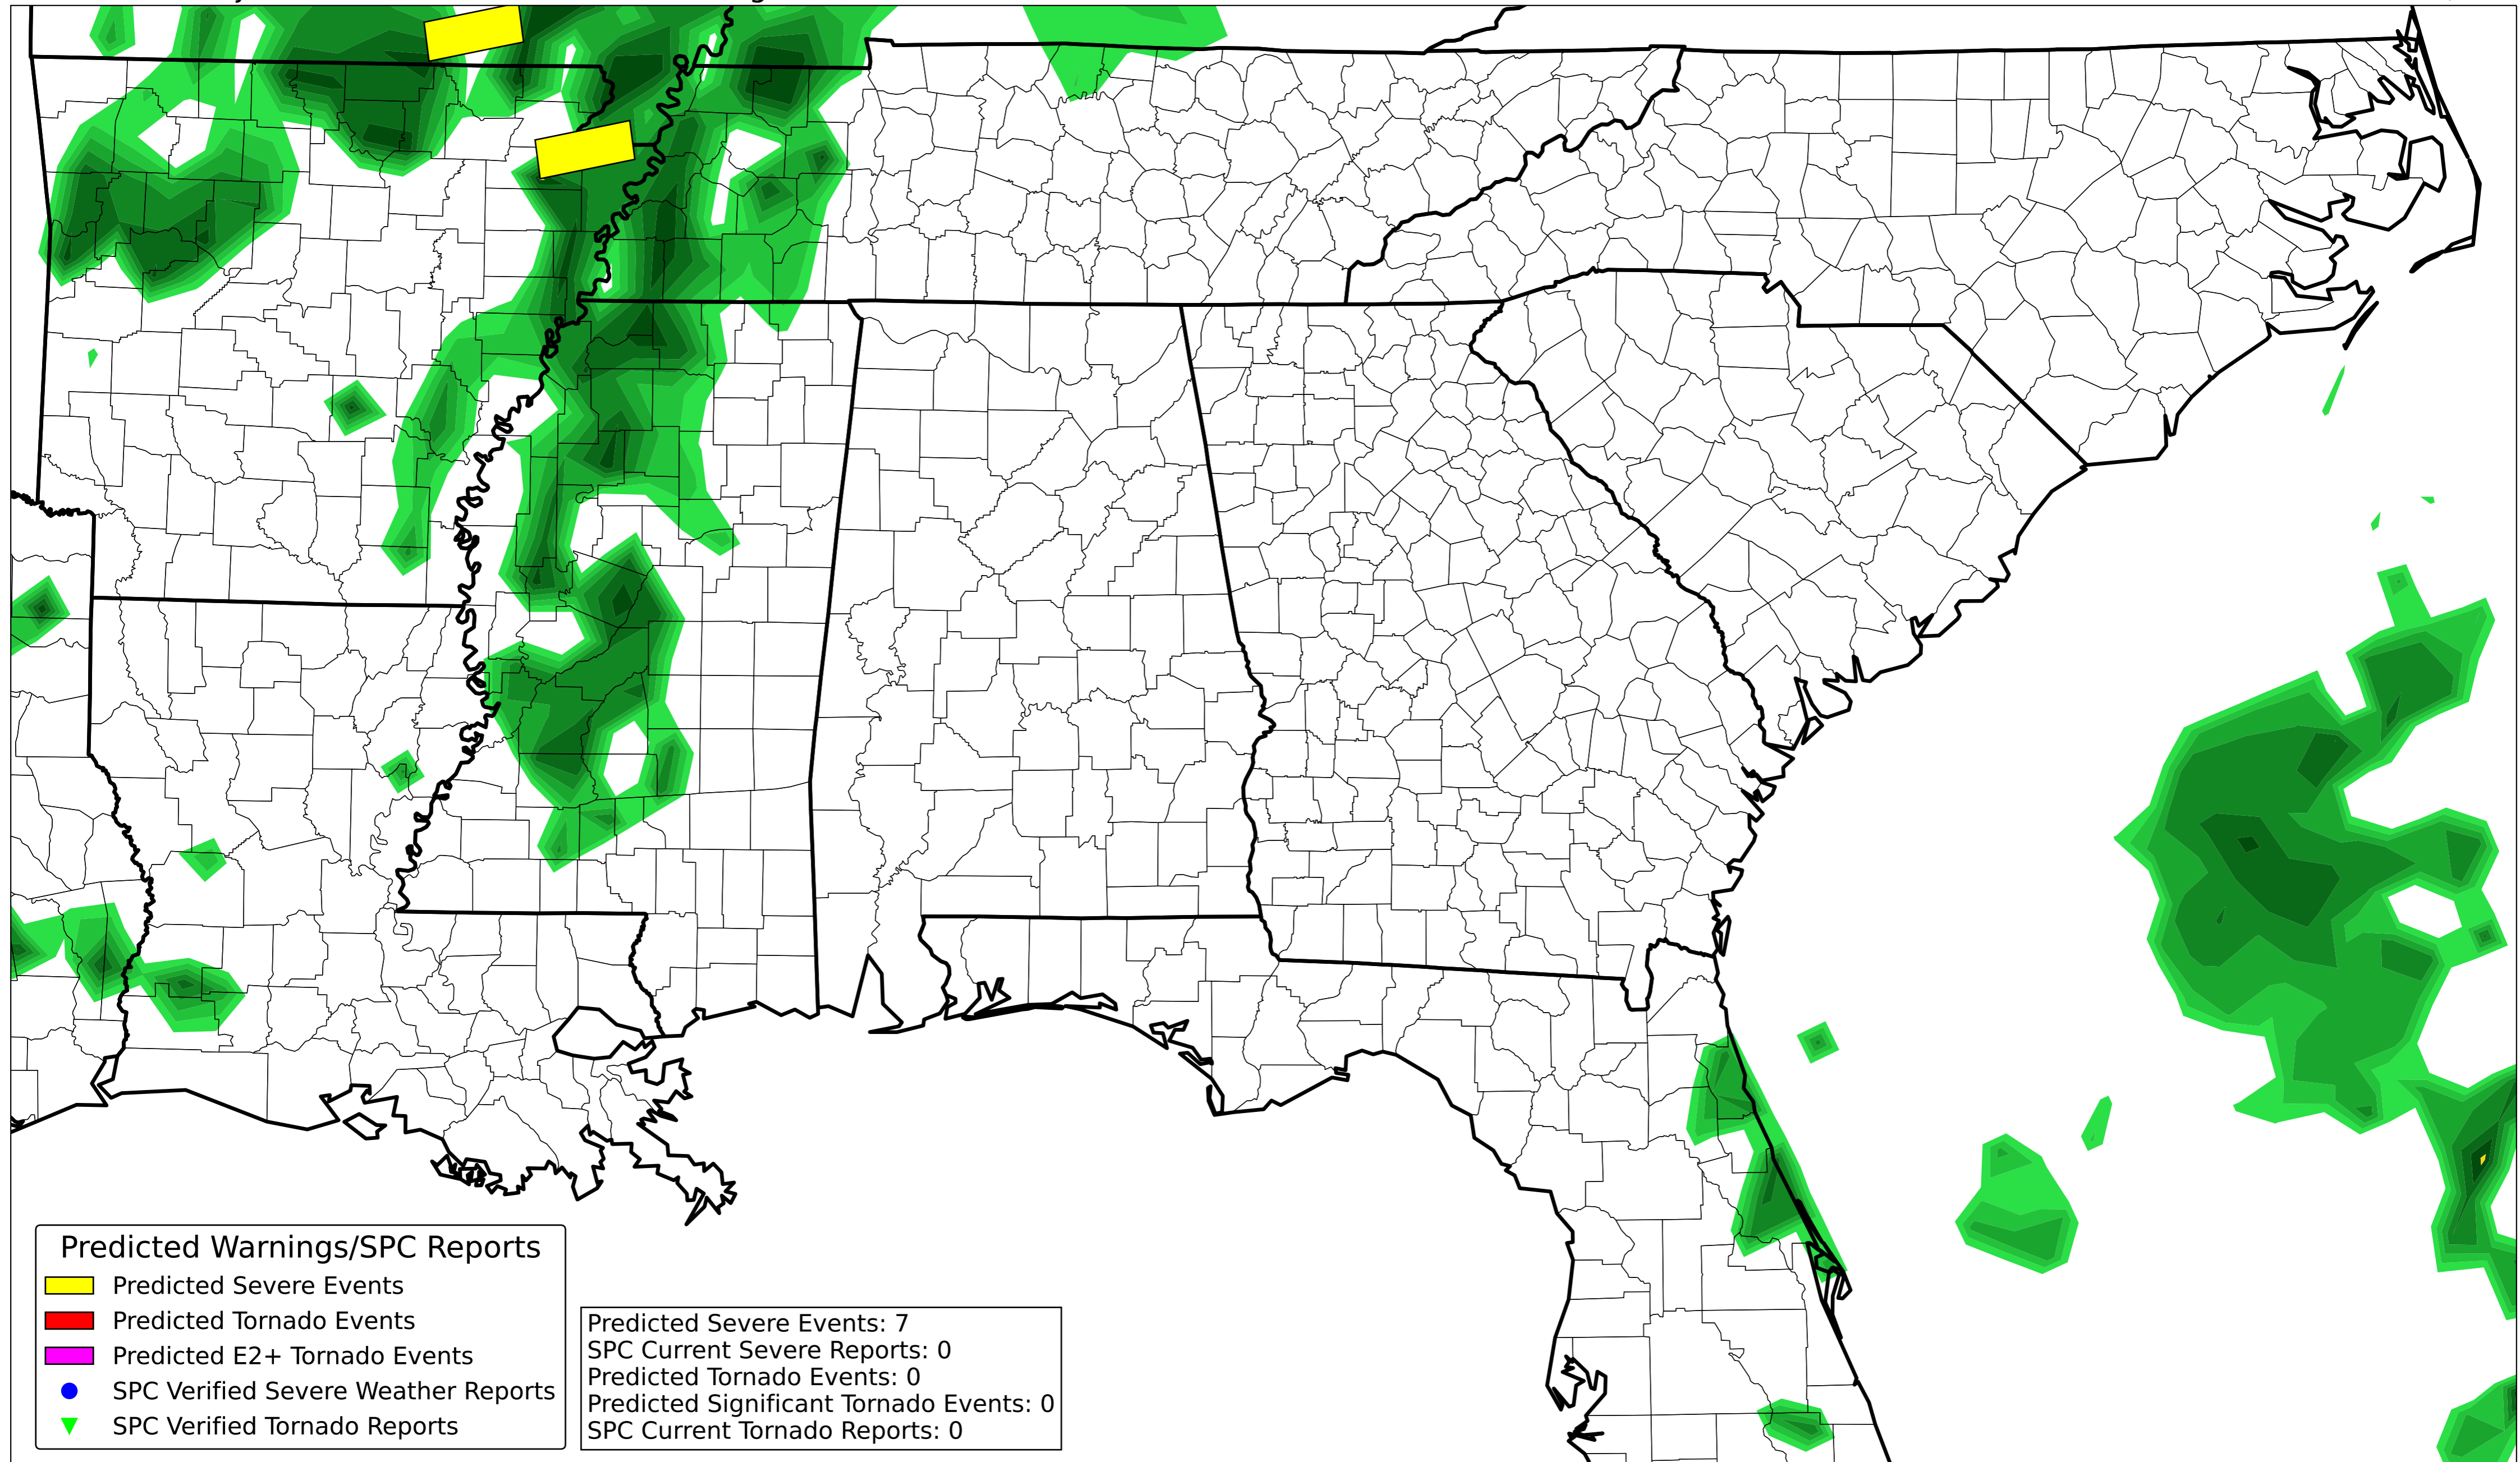 Predicted Warnings/SPC Reports
Predicted Severe Events
Predicted Tornado Events
Predicted E2+ Tornado Events
SPC Verified Severe Weather Reports
SPC Verified Tornado Reports
Predicted Severe Events: 7
SPC Current Severe Reports: 0
Predicted Tornado Events: 0
Predicted Significant Tornado Events: 0
SPC Current Tornado Reports: 0